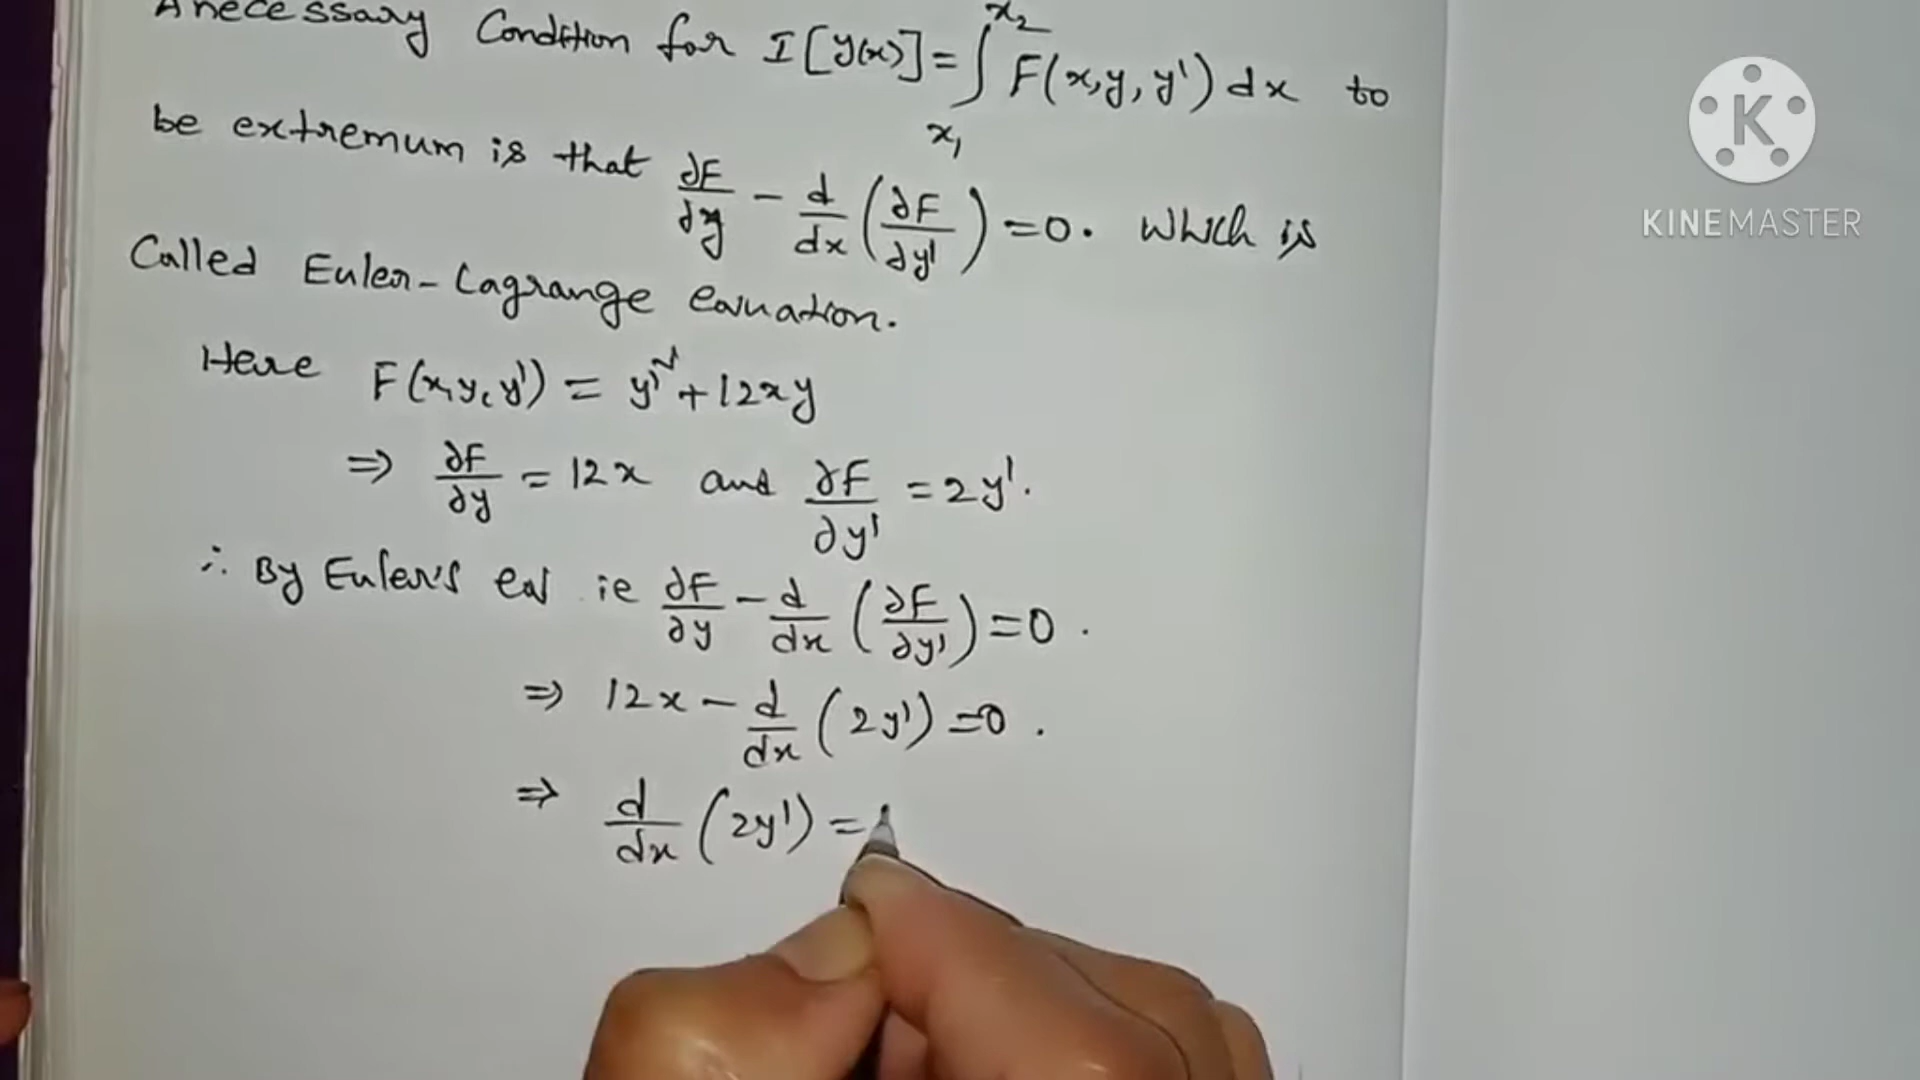 A necessary Condition for I[y(x)] = ∫_{x₁}^{x₂} F(x, y, y') dx to
be extremum is that ∂F/∂y - d/dx (∂F/∂y') = 0. Which is
Called Euler-Lagrange equation.
Here F(x, y, y') = y'² + 12xy
⇒ ∂F/∂y = 12x and ∂F/∂y' = 2y'.
∴ By Euler's eq ie ∂F/∂y - d/dx (∂F/∂y') = 0.
⇒ 12x - d/dx (2y') = 0.
⇒ d/dx (2y') =
K
KINEMASTER